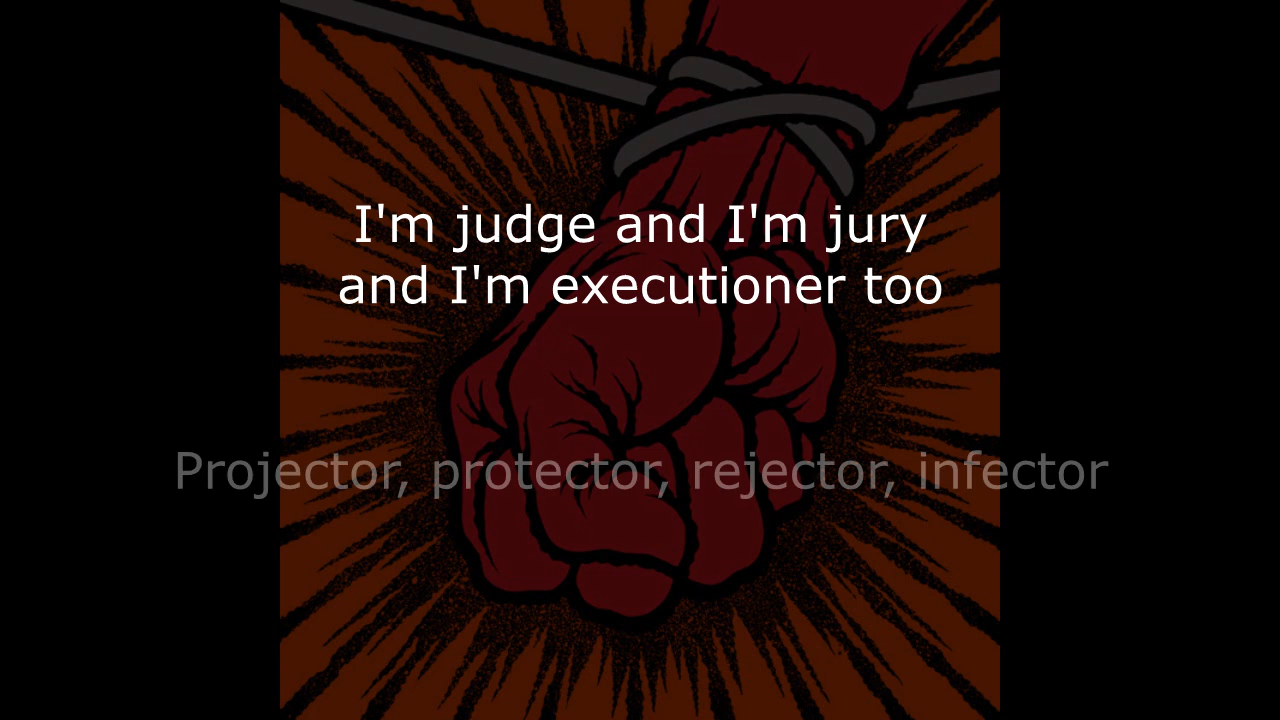 I'm judge and I'm jury
and I'm executioner too
Projector, protector, rejector, infector